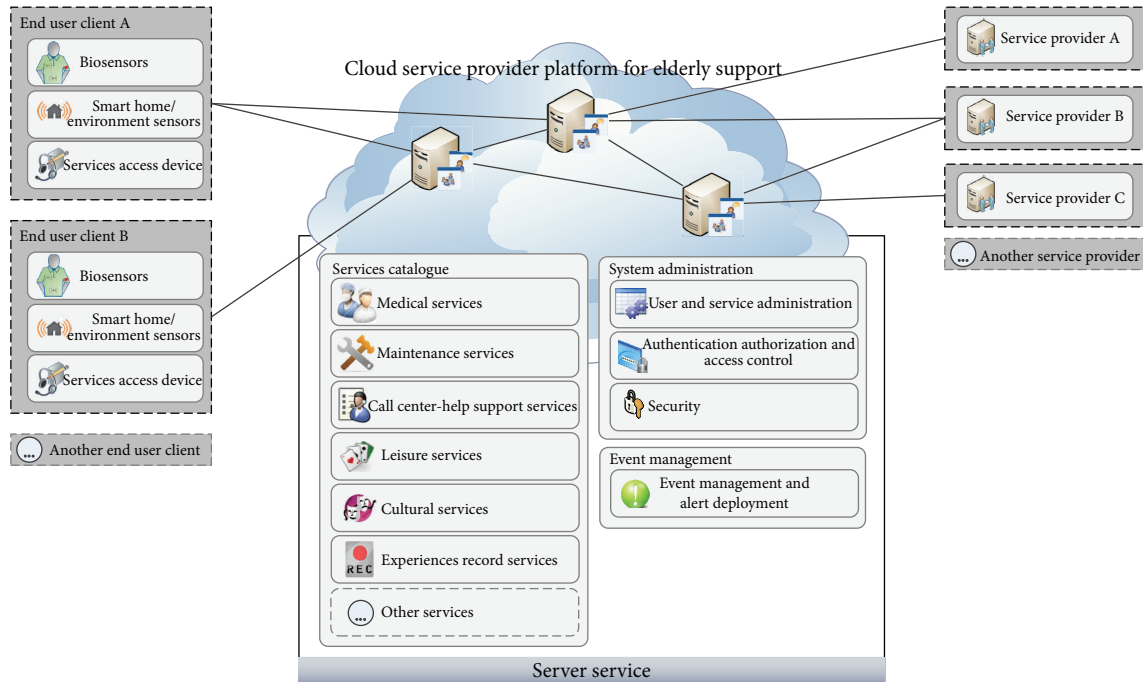 End user client A
Biosensors
Smart home/
environment sensors
Services access device
End user client B
Biosensors
Smart home/
environment sensors
Services access device
... Another end user client
Cloud service provider platform for elderly support
Service provider A
Service provider B
Service provider C
... Another service provider
Services catalogue
Medical services
Maintenance services
Call center-help support services
Leisure services
Cultural services
REC Experiences record services
... Other services
System administration
User and service administration
Authentication authorization and
access control
Security
Event management
Event management and
alert deployment
Server service